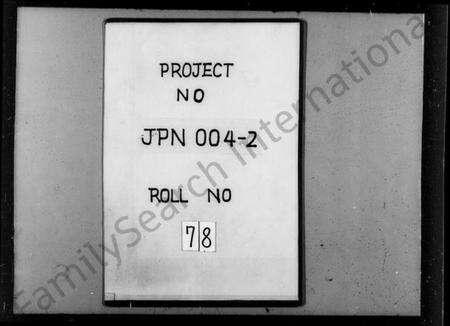 PROJECT
NO
JPN 004-2
ROLL NO
78
FamilySearch International